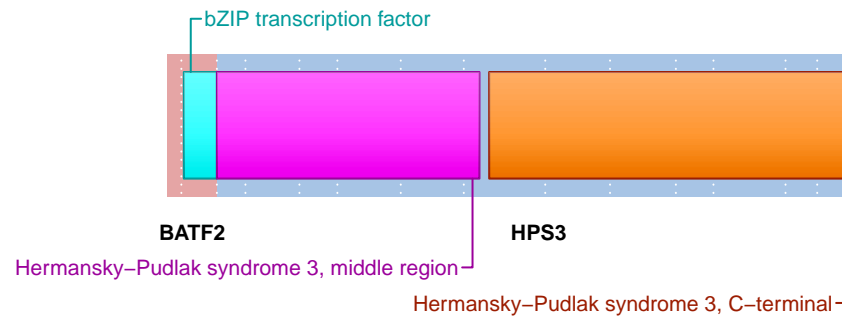 bZIP transcription factor
BATF2
HPS3
Hermansky−Pudlak syndrome 3, middle region
Hermansky−Pudlak syndrome 3, C−terminal